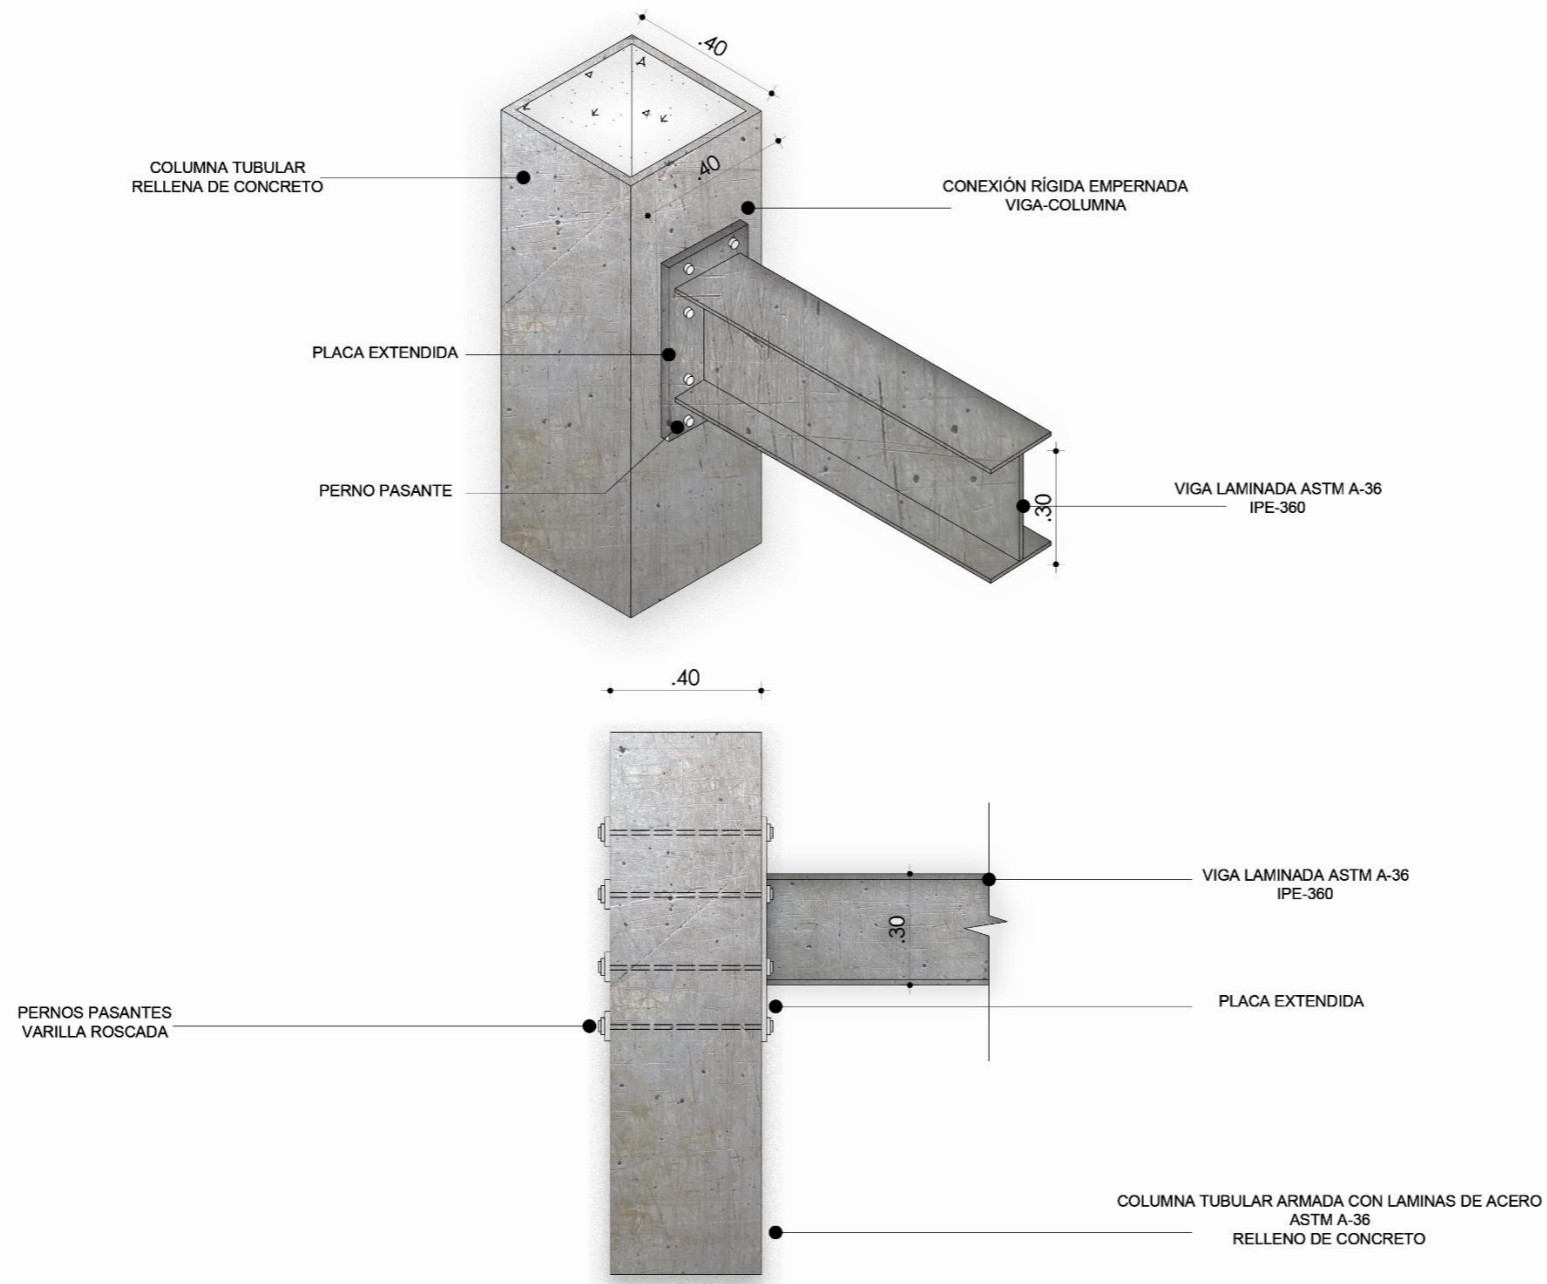 .40
.40
COLUMNA TUBULAR
RELLENA DE CONCRETO
CONEXIÓN RÍGIDA EMPERNADA
VIGA-COLUMNA
PLACA EXTENDIDA
PERNO PASANTE
VIGA LAMINADA ASTM A-36
IPE-360
.30
.40
VIGA LAMINADA ASTM A-36
IPE-360
.30
PLACA EXTENDIDA
PERNOS PASANTES
VARILLA ROSCADA
COLUMNA TUBULAR ARMADA CON LAMINAS DE ACERO
ASTM A-36
RELLENO DE CONCRETO